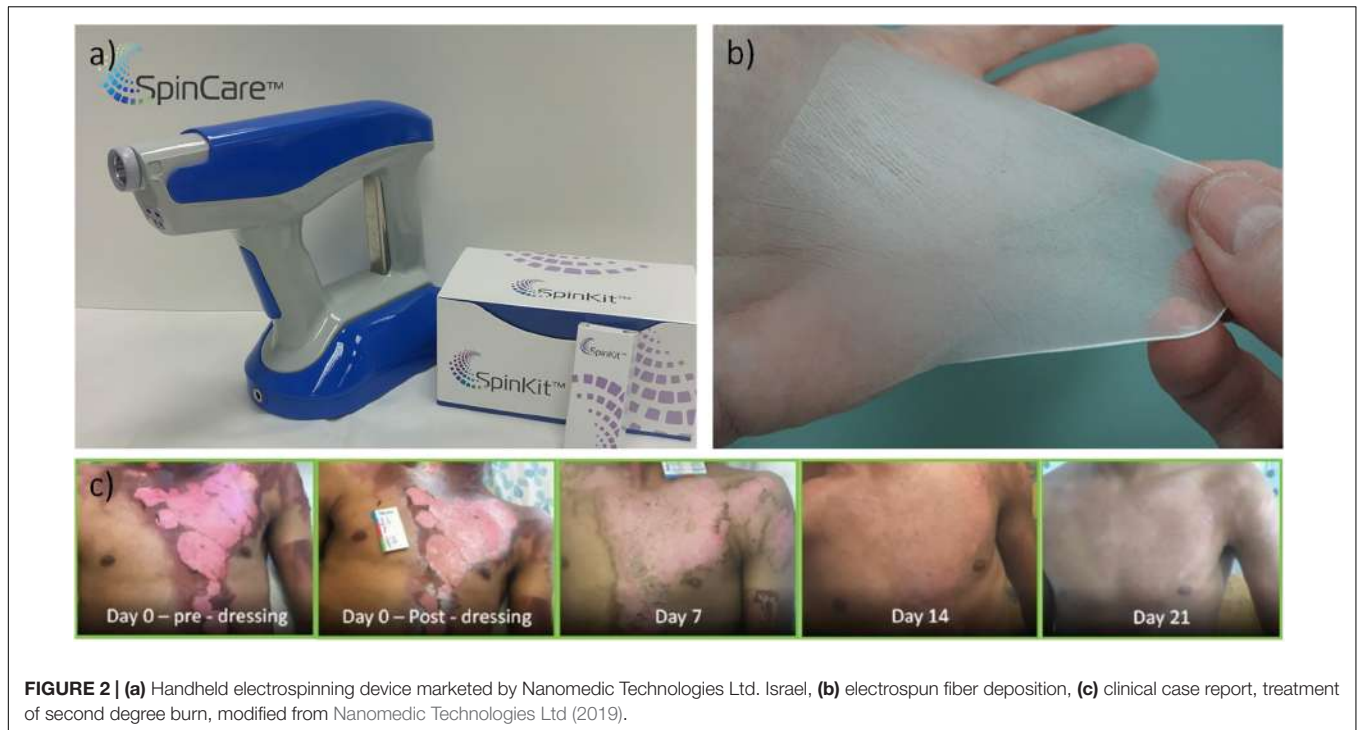 a)
SpinCare™
SpinKit™
SpinKit™
SpinKit™
b)
c)
Day 0 – pre - dressing
Day 0 – Post - dressing
Day 7
Day 14
Day 21
FIGURE 2 | (a) Handheld electrospinning device marketed by Nanomedic Technologies Ltd. Israel, (b) electrospun fiber deposition, (c) clinical case report, treatment
of second degree burn, modified from Nanomedic Technologies Ltd (2019).